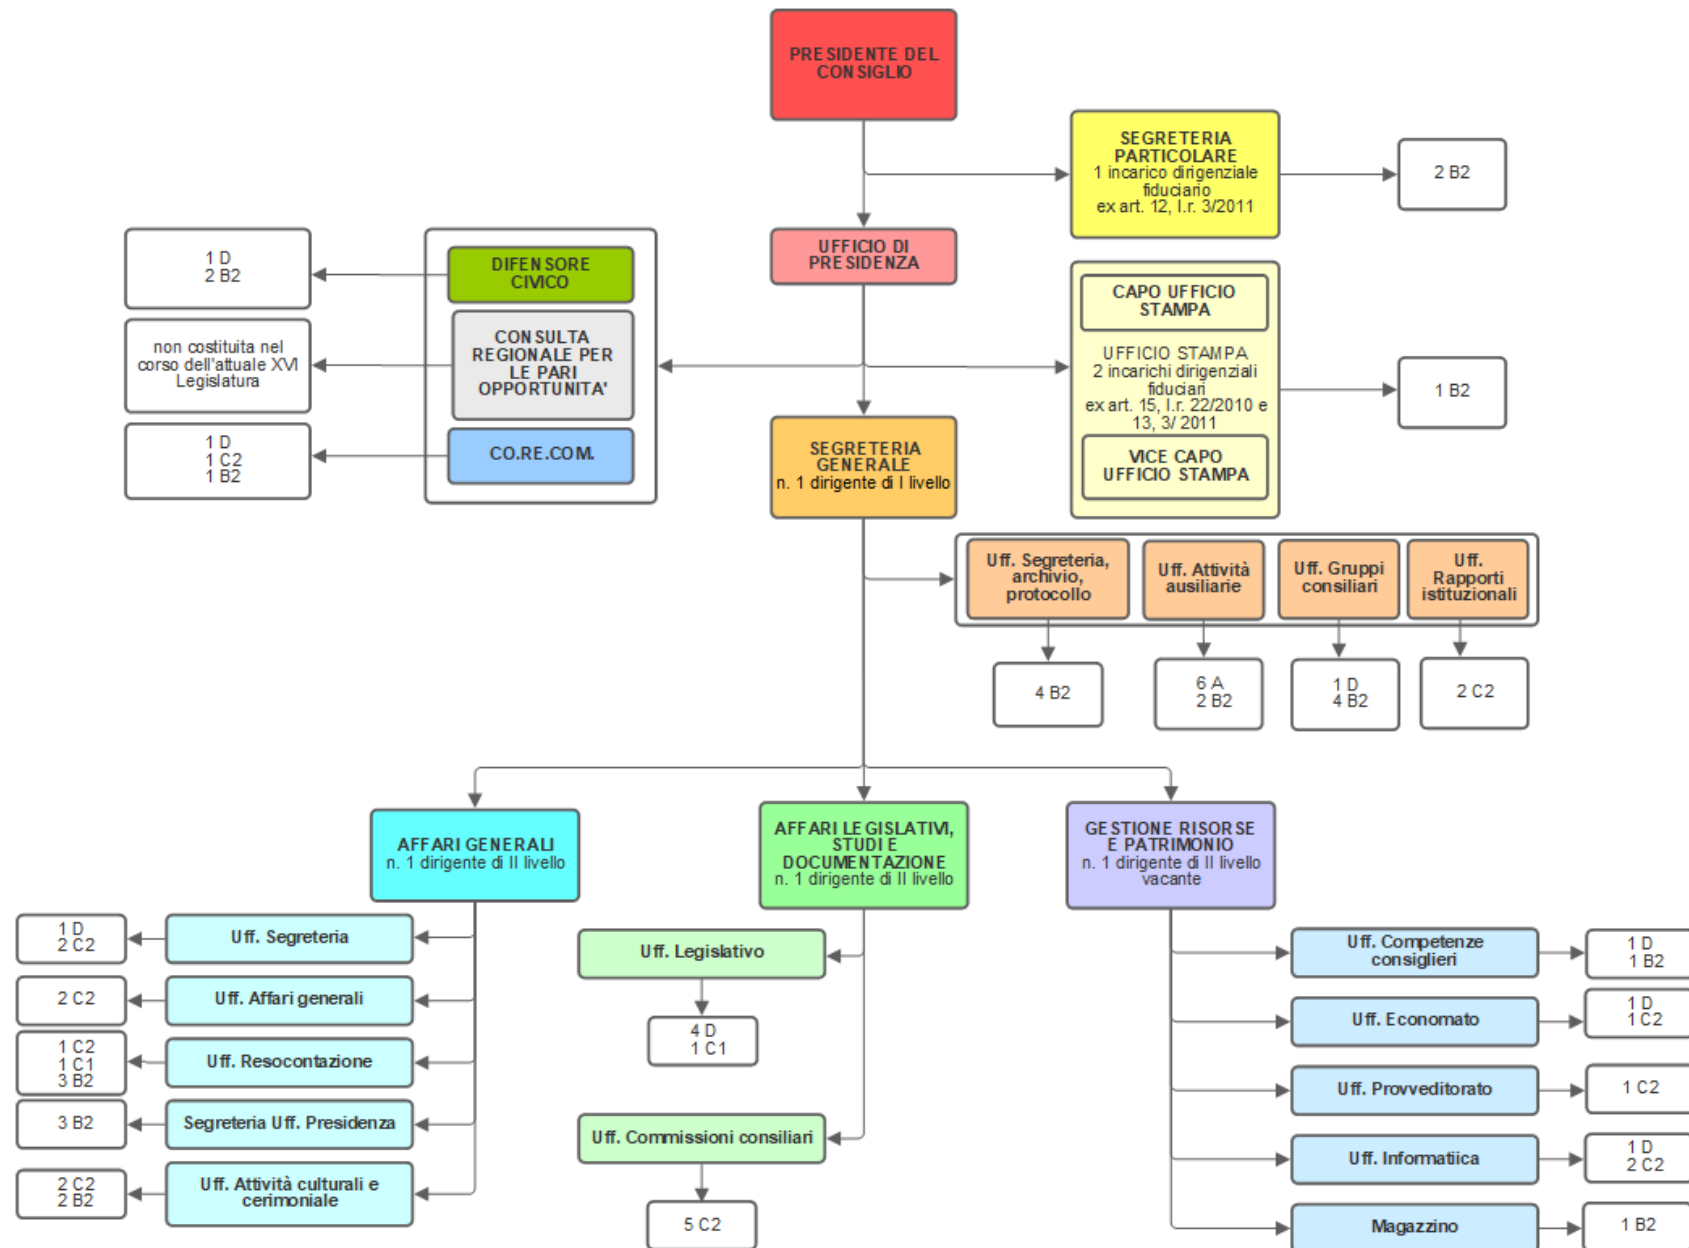 PRESIDENTE DEL
CONSIGLIO
SEGRETERIA
PARTICOLARE
1 incarico dirigenziale
fiduciario
ex art. 12, l.r. 3/2011
2 B2
UFFICIO DI
PRESIDENZA
1 D
2 B2
DIFENSORE
CIVICO
non costituita nel
corso dell'attuale XVI
Legislatura
CONSULTA
REGIONALE PER
LE PARI
OPPORTUNITA'
1 D
1 C2
1 B2
CO.RE.COM.
CAPO UFFICIO
STAMPA
UFFICIO STAMPA
2 incarichi dirigenziali
fiduciari
ex art. 15, l.r. 22/2010 e
13, 3/ 2011
VICE CAPO
UFFICIO STAMPA
1 B2
SEGRETERIA
GENERALE
n. 1 dirigente di I livello
Uff. Segreteria,
archivio,
protocollo
Uff. Attività
ausiliarie
Uff. Gruppi
consiliari
Uff.
Rapporti
istituzionali
4 B2
6 A
2 B2
1 D
4 B2
2 C2
AFFARI GENERALI
n. 1 dirigente di II livello
AFFARI LEGISLATIVI,
STUDI E
DOCUMENTAZIONE
n. 1 dirigente di II livello
GESTIONE RISORSE
E PATRIMONIO
n. 1 dirigente di II livello
vacante
1 D
2 C2
Uff. Segreteria
2 C2
Uff. Affari generali
1 C2
1 C1
3 B2
Uff. Resocontazione
3 B2
Segreteria Uff. Presidenza
2 C2
2 B2
Uff. Attività culturali e
cerimoniale
Uff. Legislativo
4 D
1 C1
Uff. Commissioni consiliari
5 C2
Uff. Competenze
consiglieri
1 D
1 B2
Uff. Economato
1 D
1 C2
Uff. Provveditorato
1 C2
Uff. Informatiica
1 D
2 C2
Magazzino
1 B2